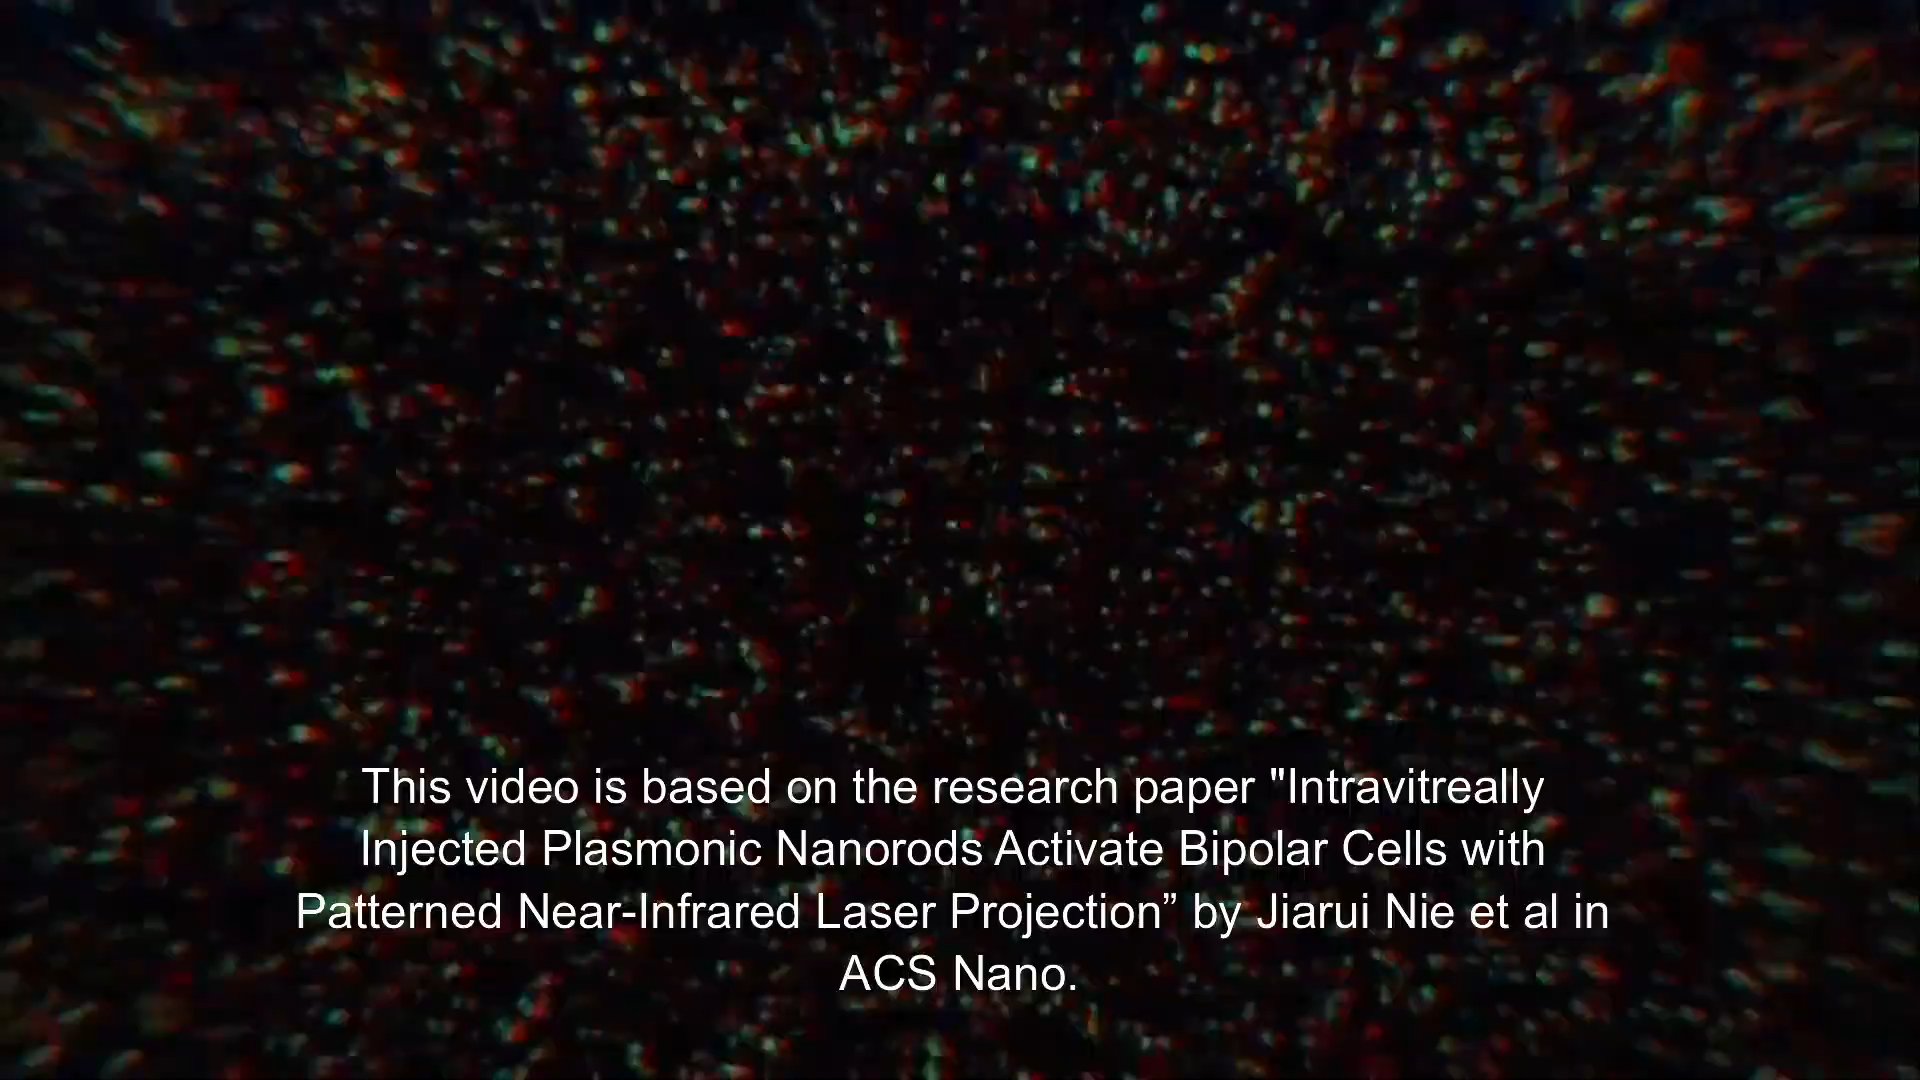 This video is based on the research paper "Intravitreally
Injected Plasmonic Nanorods Activate Bipolar Cells with
Patterned Near-Infrared Laser Projection” by Jiarui Nie et al in
ACS Nano.